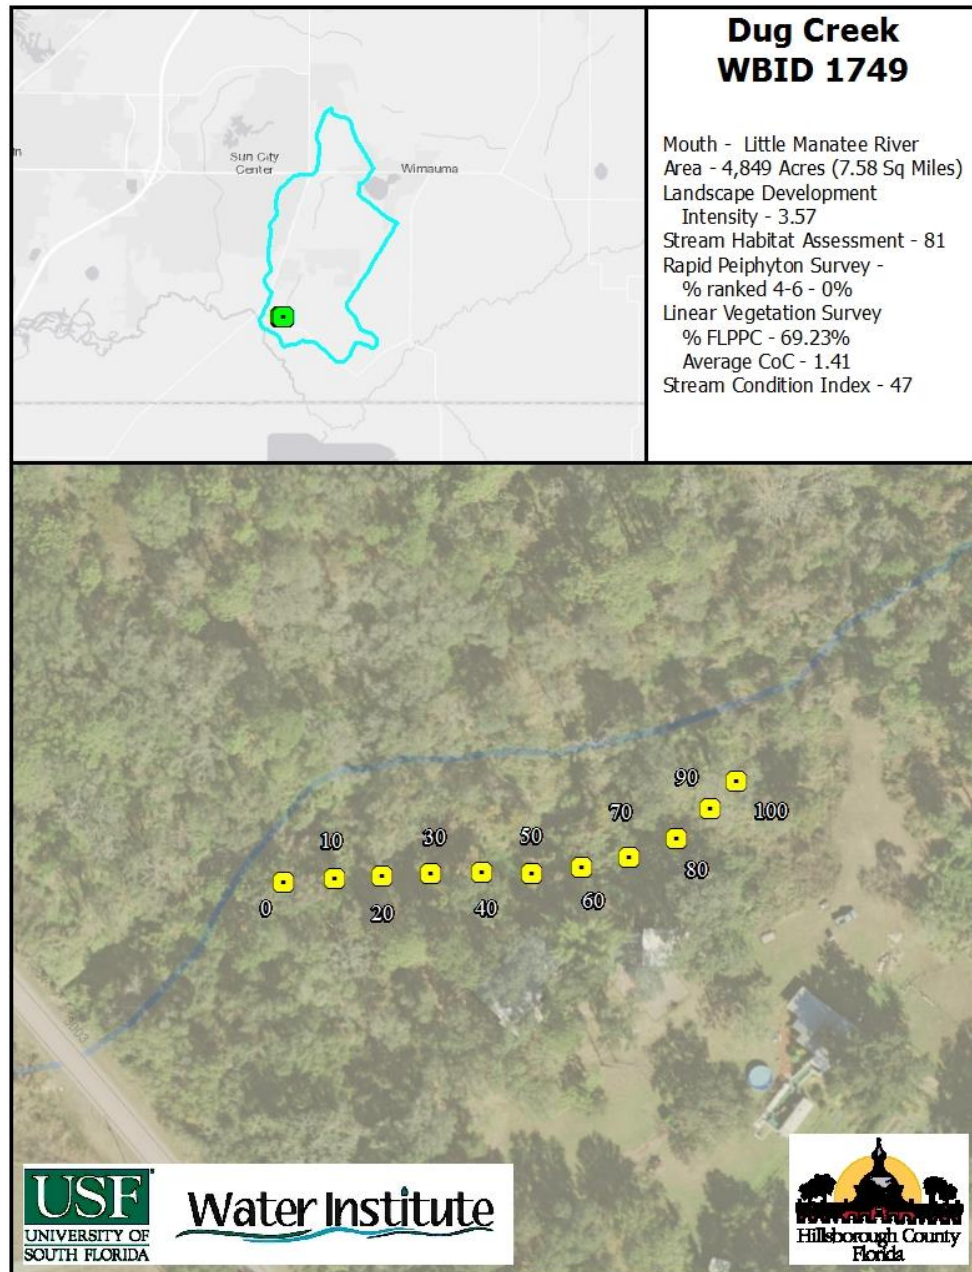 Dug Creek
WBID 1749
Mouth - Little Manatee River
Area - 4,849 Acres (7.58 Sq Miles)
Landscape Development
Intensity - 3.57
Stream Habitat Assessment - 81
Rapid Peiphyton Survey -
% ranked 4-6 - 0%
Linear Vegetation Survey
% FLPPC - 69.23%
Average CoC - 1.41
Stream Condition Index - 47
Sun City
Center
Wimauma
in
90
100
70
10
30
50
80
0
20
40
60
USF
UNIVERSITY OF
SOUTH FLORIDA
Water Institute
Hillsborough County
Florida